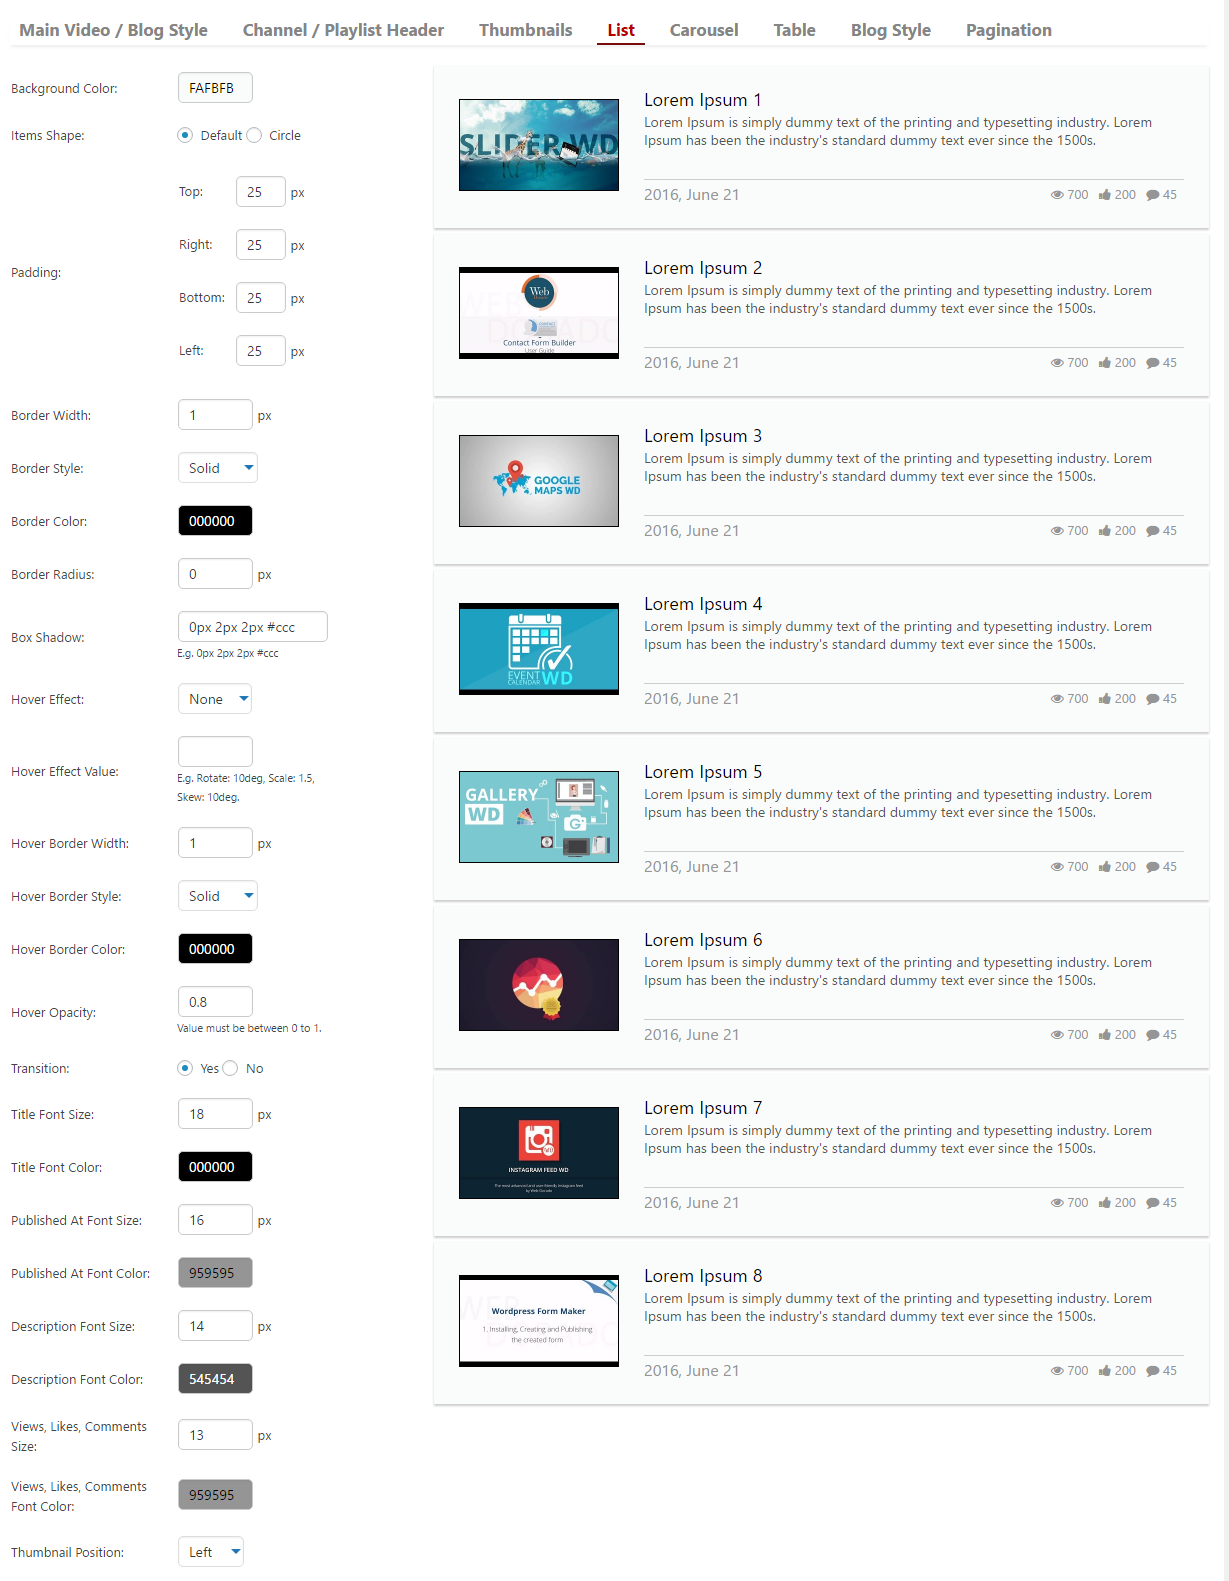 Main Video / Blog Style   Channel / Playlist Header   Thumbnails   List   Carousel   Table   Blog Style   Pagination
Background Color: FAFBFB
Items Shape: Default Circle
Padding:
Top: 25 px
Right: 25 px
Bottom: 25 px
Left: 25 px
Border Width: 1 px
Border Style: Solid
Border Color: 000000
Border Radius: 0 px
Box Shadow: 0px 2px 2px #ccc
E.g. 0px 2px 2px #ccc
Hover Effect: None
Hover Effect Value:
E.g. Rotate: 10deg, Scale: 1.5,
Skew: 10deg.
Hover Border Width: 1 px
Hover Border Style: Solid
Hover Border Color: 000000
Hover Opacity: 0.8
Value must be between 0 to 1.
Transition: Yes No
Title Font Size: 18 px
Title Font Color: 000000
Published At Font Size: 16 px
Published At Font Color: 959595
Description Font Size: 14 px
Description Font Color: 545454
Views, Likes, Comments
Size: 13 px
Views, Likes, Comments
Font Color: 959595
Thumbnail Position: Left
SLIDER WD
Lorem Ipsum 1
Lorem Ipsum is simply dummy text of the printing and typesetting industry. Lorem
Ipsum has been the industry's standard dummy text ever since the 1500s.
2016, June 21 700 200 45
Web
Contact Form Builder
User Guide
Lorem Ipsum 2
Lorem Ipsum is simply dummy text of the printing and typesetting industry. Lorem
Ipsum has been the industry's standard dummy text ever since the 1500s.
2016, June 21 700 200 45
GOOGLE
MAPS WD
Lorem Ipsum 3
Lorem Ipsum is simply dummy text of the printing and typesetting industry. Lorem
Ipsum has been the industry's standard dummy text ever since the 1500s.
2016, June 21 700 200 45
EVENT
CALENDAR WD
Lorem Ipsum 4
Lorem Ipsum is simply dummy text of the printing and typesetting industry. Lorem
Ipsum has been the industry's standard dummy text ever since the 1500s.
2016, June 21 700 200 45
GALLERY
WD
G
Lorem Ipsum 5
Lorem Ipsum is simply dummy text of the printing and typesetting industry. Lorem
Ipsum has been the industry's standard dummy text ever since the 1500s.
2016, June 21 700 200 45
Lorem Ipsum 6
Lorem Ipsum is simply dummy text of the printing and typesetting industry. Lorem
Ipsum has been the industry's standard dummy text ever since the 1500s.
2016, June 21 700 200 45
WD
INSTAGRAM FEED WD
The most advanced and user-friendly Instagram feed
by Web Dorado
Lorem Ipsum 7
Lorem Ipsum is simply dummy text of the printing and typesetting industry. Lorem
Ipsum has been the industry's standard dummy text ever since the 1500s.
2016, June 21 700 200 45
Wordpress Form Maker
1. Installing, Creating and Publishing
the created form
Lorem Ipsum 8
Lorem Ipsum is simply dummy text of the printing and typesetting industry. Lorem
Ipsum has been the industry's standard dummy text ever since the 1500s.
2016, June 21 700 200 45